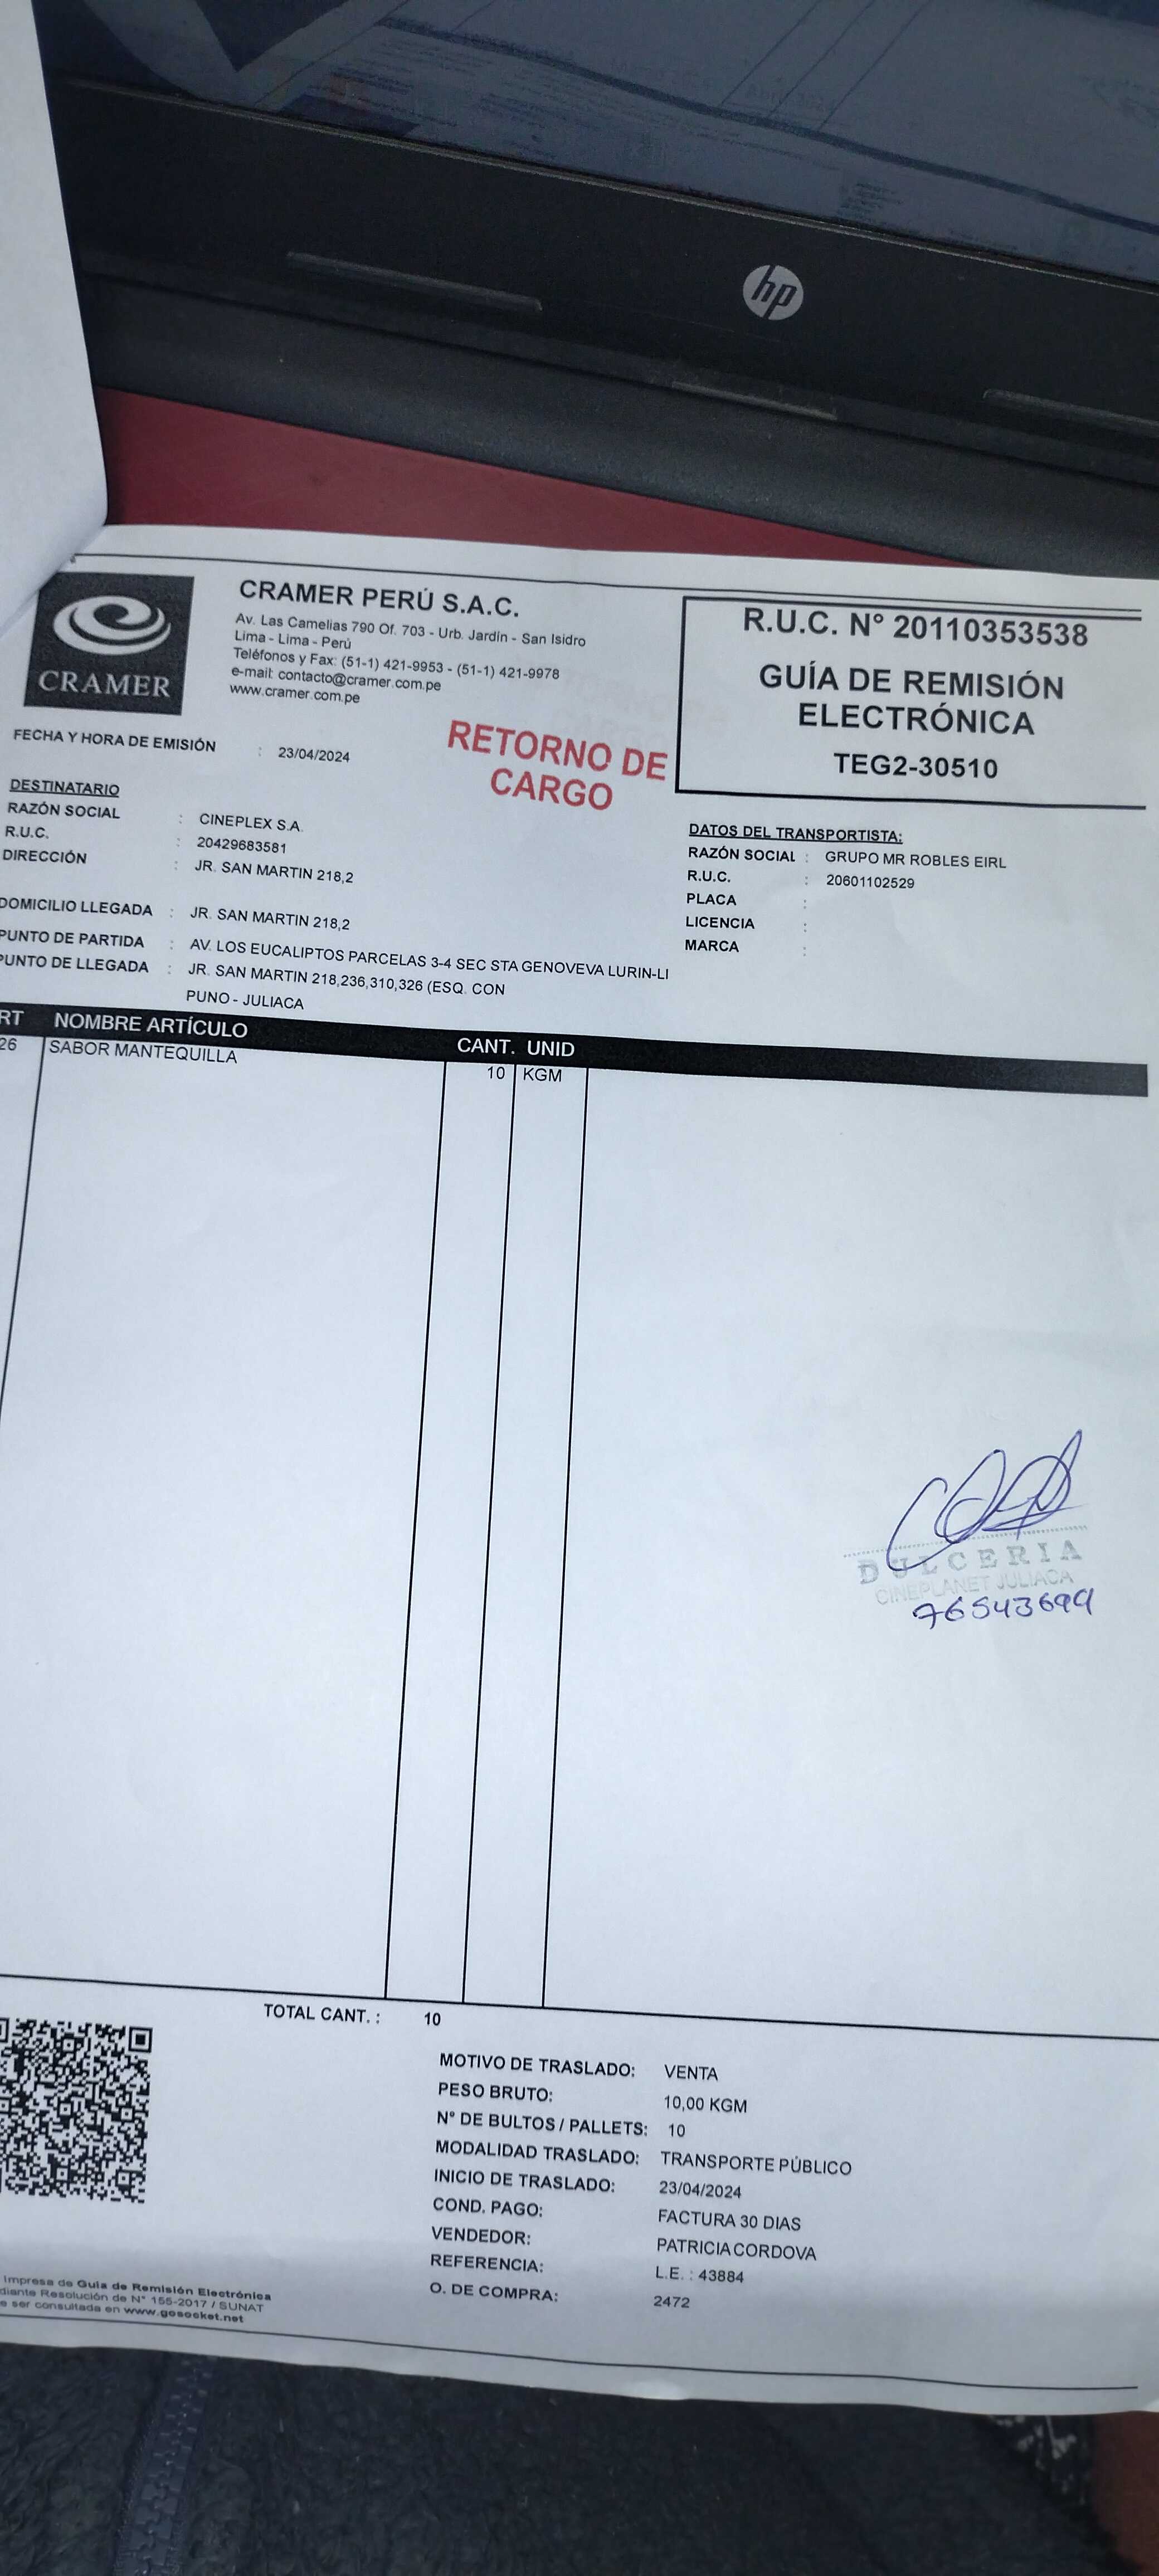 hp
CRAMER
CRAMER PERÚ S.A.C.
Av. Las Camelias 790 Of. 703 - Urb. Jardín - San Isidro
Lima - Lima - Perú
Teléfonos y Fax: (51-1) 421-9953 - (51-1) 421-9978
e-mail: contacto@cramer.com.pe
www.cramer.com.pe
R.U.C. N° 20110353538
GUÍA DE REMISIÓN
ELECTRÓNICA
TEG2-30510
RETORNO DE
CARGO
FECHA Y HORA DE EMISIÓN : 23/04/2024
DESTINATARIO
RAZÓN SOCIAL : CINEPLEX S.A.
R.U.C. : 20429683581
DIRECCIÓN : JR. SAN MARTIN 218,2
DOMICILIO LLEGADA : JR. SAN MARTIN 218,2
PUNTO DE PARTIDA : AV. LOS EUCALIPTOS PARCELAS 3-4 SEC STA GENOVEVA LURIN-LI
PUNTO DE LLEGADA : JR. SAN MARTIN 218,236,310,326 (ESQ. CON
PUNO - JULIACA
DATOS DEL TRANSPORTISTA:
RAZÓN SOCIAL : GRUPO MR ROBLES EIRL
R.U.C. : 20601102529
PLACA :
LICENCIA :
MARCA :
RT NOMBRE ARTÍCULO CANT. UNID
26 SABOR MANTEQUILLA 10 KGM
DULCERIA
CINEPLANET JULIACA
76543699
TOTAL CANT. : 10
MOTIVO DE TRASLADO: VENTA
PESO BRUTO: 10,00 KGM
N° DE BULTOS / PALLETS: 10
MODALIDAD TRASLADO: TRANSPORTE PÚBLICO
INICIO DE TRASLADO: 23/04/2024
COND. PAGO: FACTURA 30 DIAS
VENDEDOR: PATRICIA CORDOVA
REFERENCIA: L.E. : 43884
O. DE COMPRA: 2472
Impresa de Guía de Remisión Electrónica
diante Resolución de N° 155-2017 / SUNAT
e ser consultada en www.gosocket.net